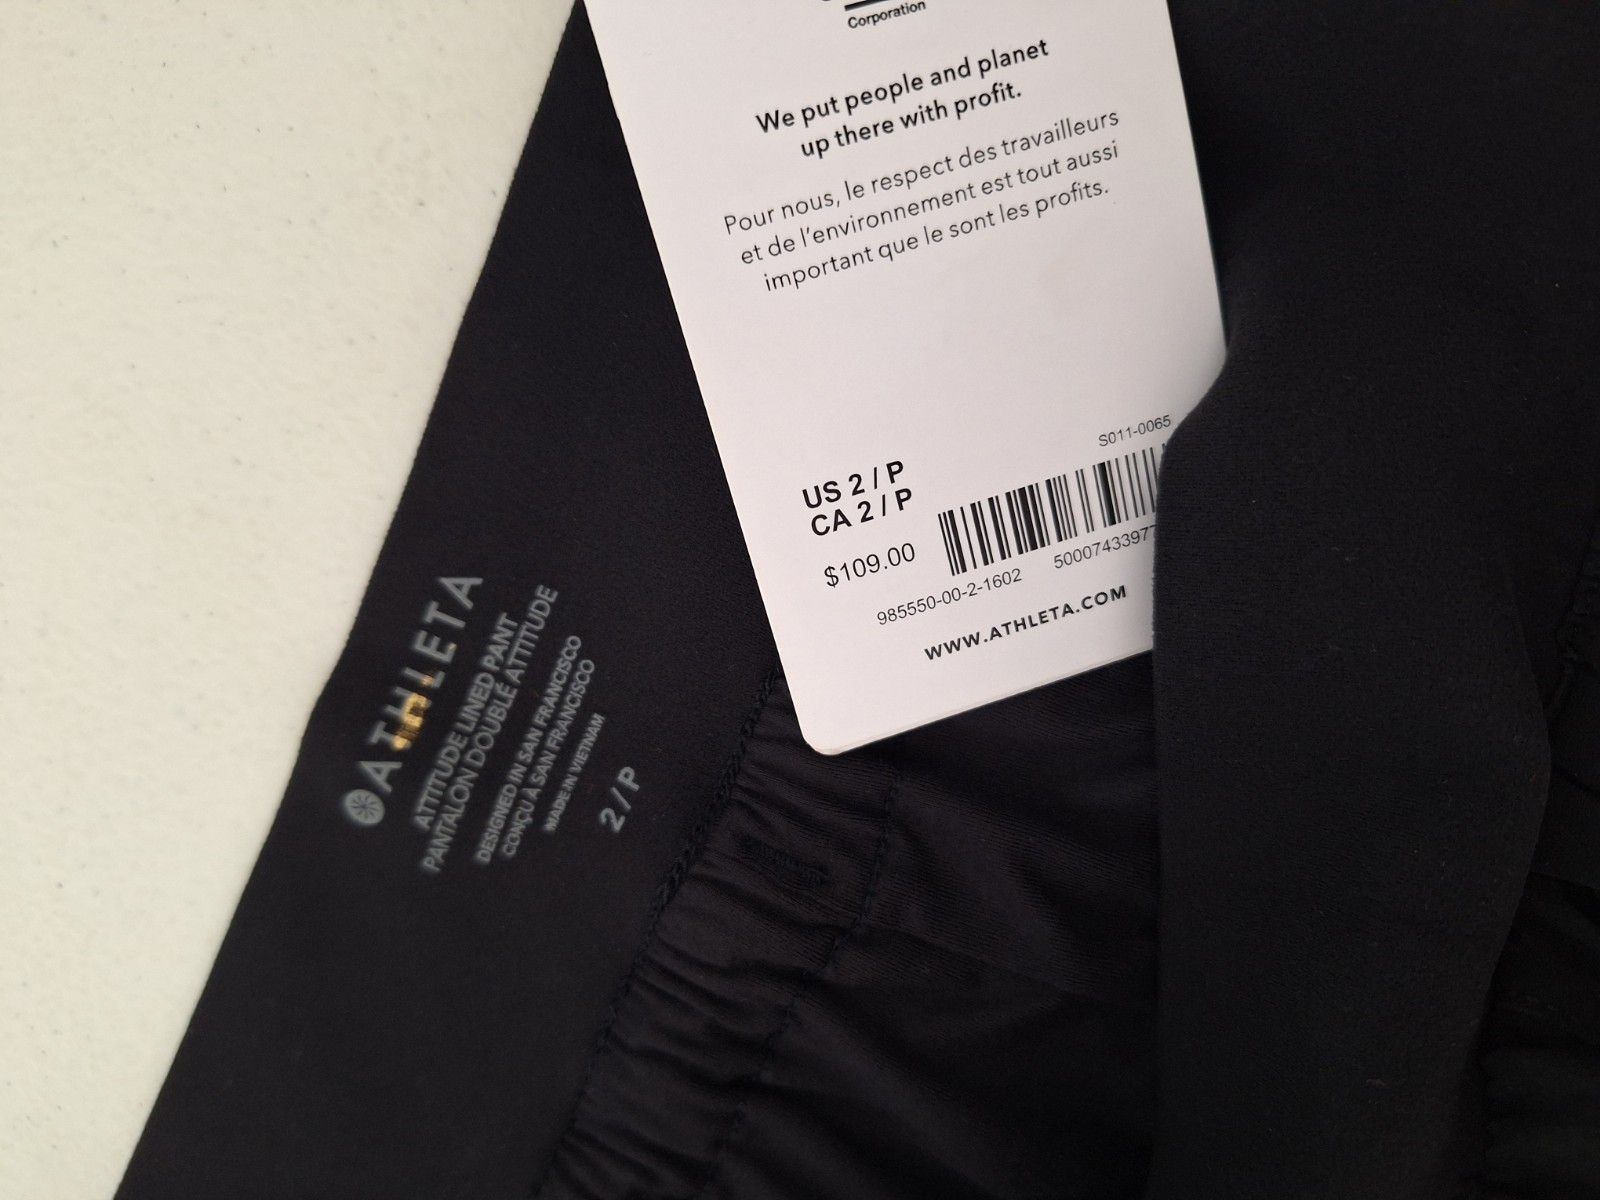 Corporation
We put people and planet
up there with profit.
Pour nous, le respect des travailleurs
et de l'environnement est tout aussi
important que le sont les profits.
S011-0065
US 2 / P
CA 2 / P
$109.00
985550-00-2-1602 5000743397
WWW.ATHLETA.COM
ATHLETA
ATTITUDE LINED PANT
PANTALON DOUBLÉ ATTITUDE
DESIGNED IN SAN FRANCISCO
CONÇU À SAN FRANCISCO
MADE IN VIETNAM
2 / P